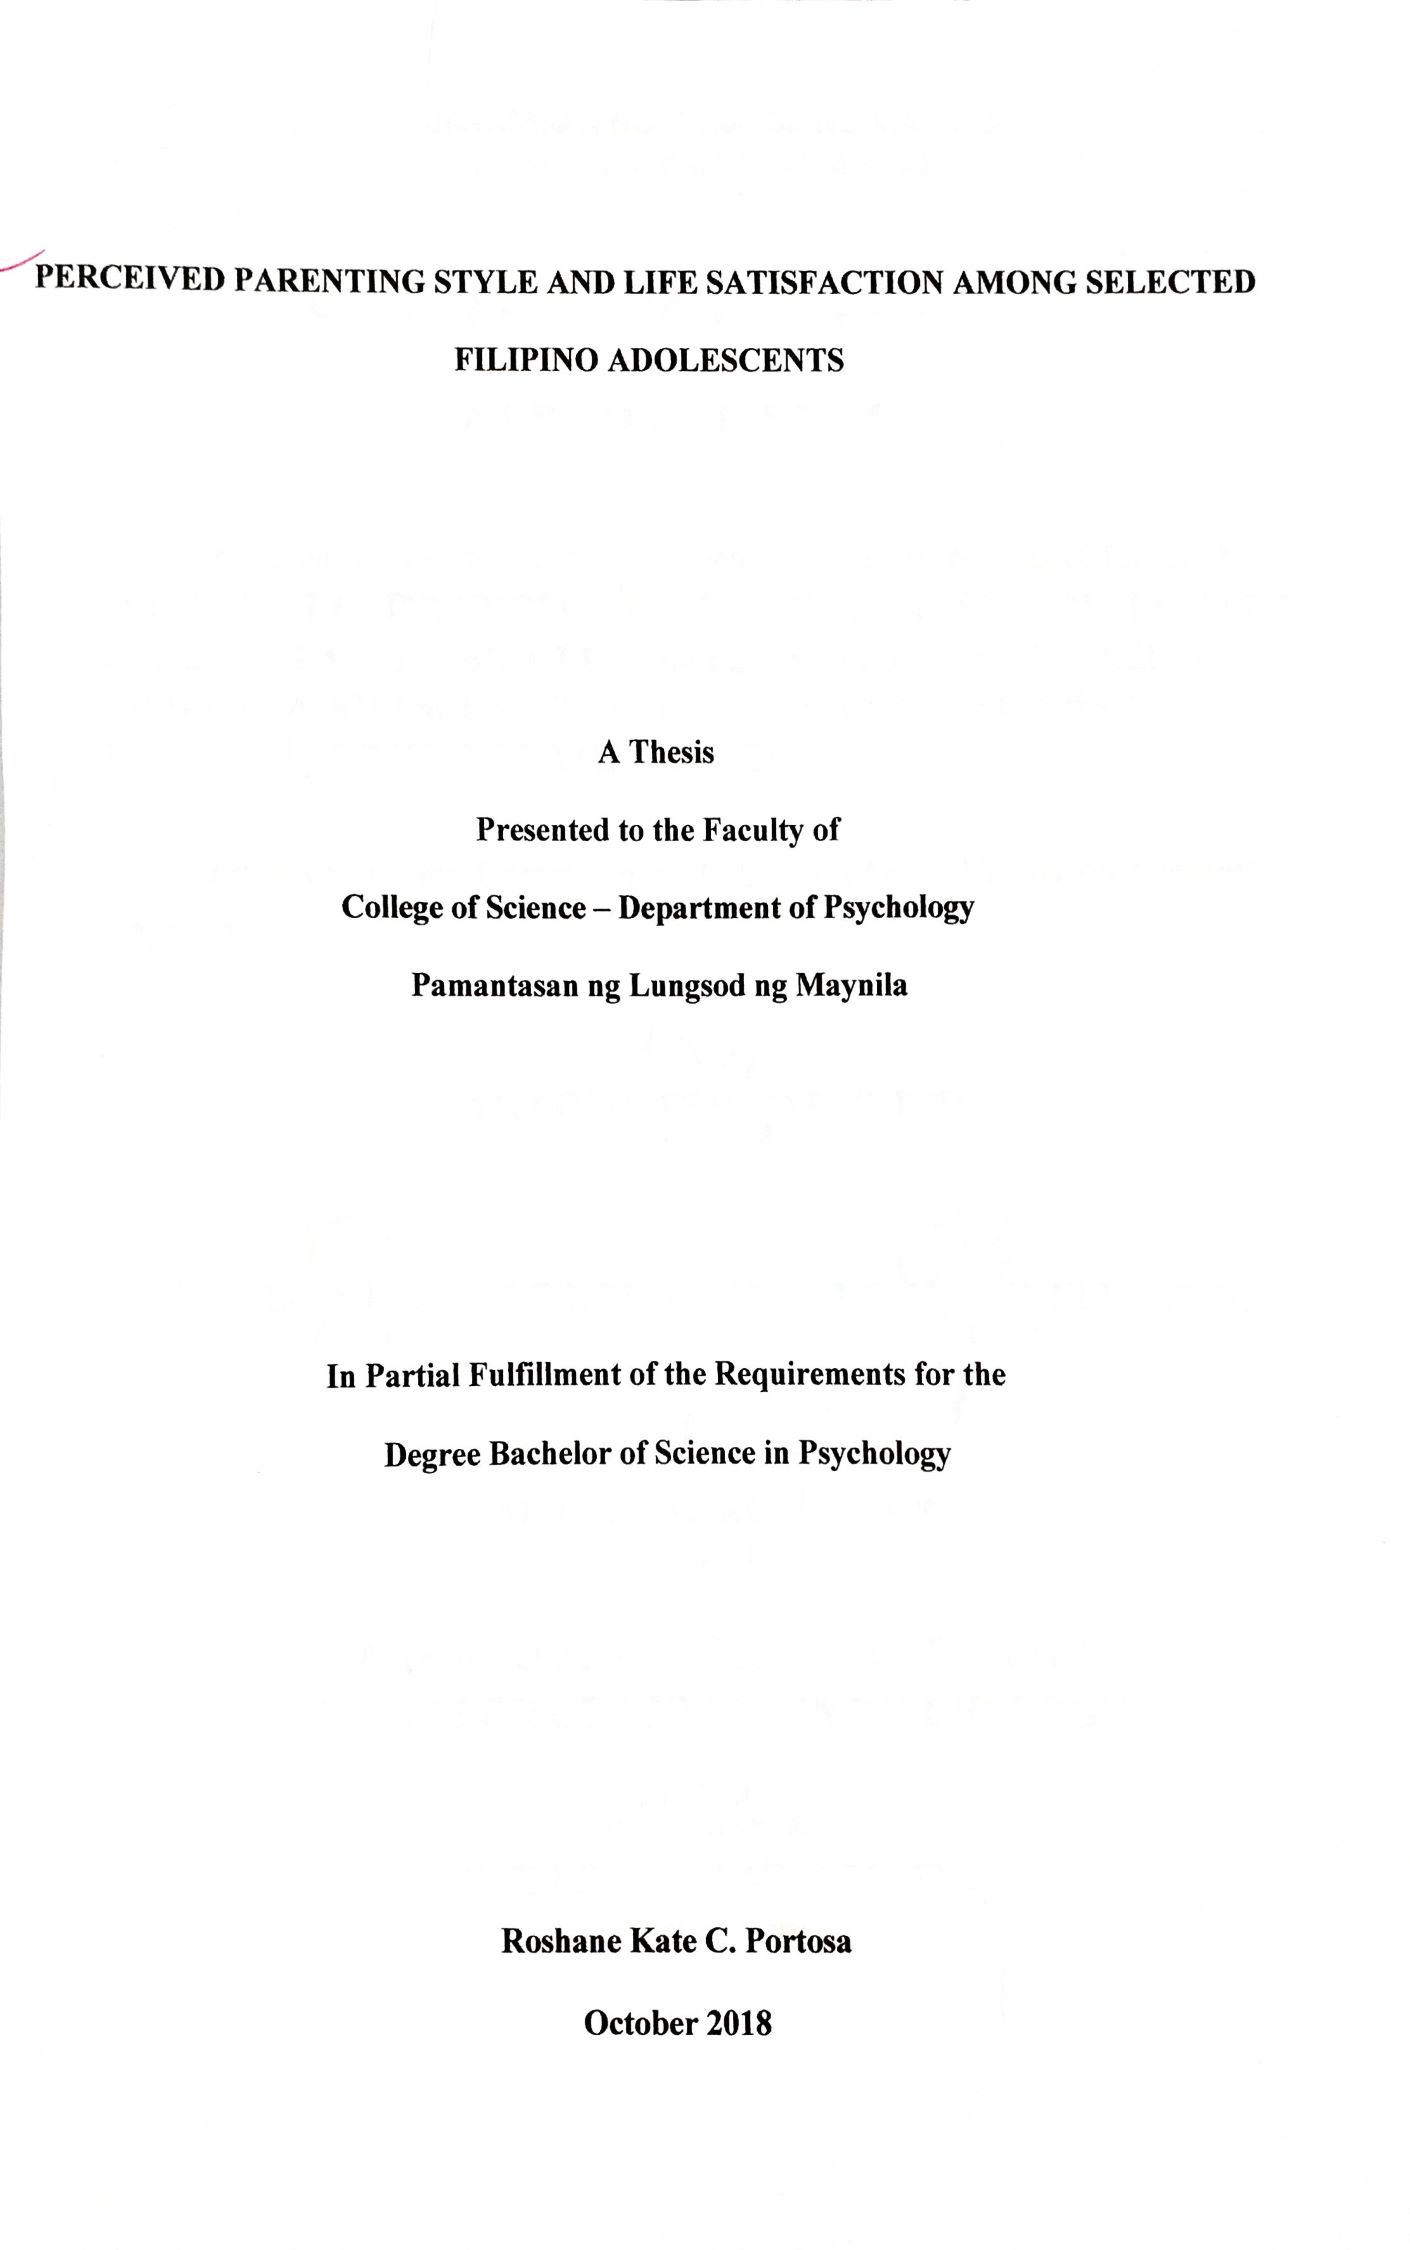 PERCEIVED PARENTING STYLE AND LIFE SATISFACTION AMONG SELECTED
FILIPINO ADOLESCENTS
A Thesis
Presented to the Faculty of
College of Science – Department of Psychology
Pamantasan ng Lungsod ng Maynila
In Partial Fulfillment of the Requirements for the
Degree Bachelor of Science in Psychology
Roshane Kate C. Portosa
October 2018